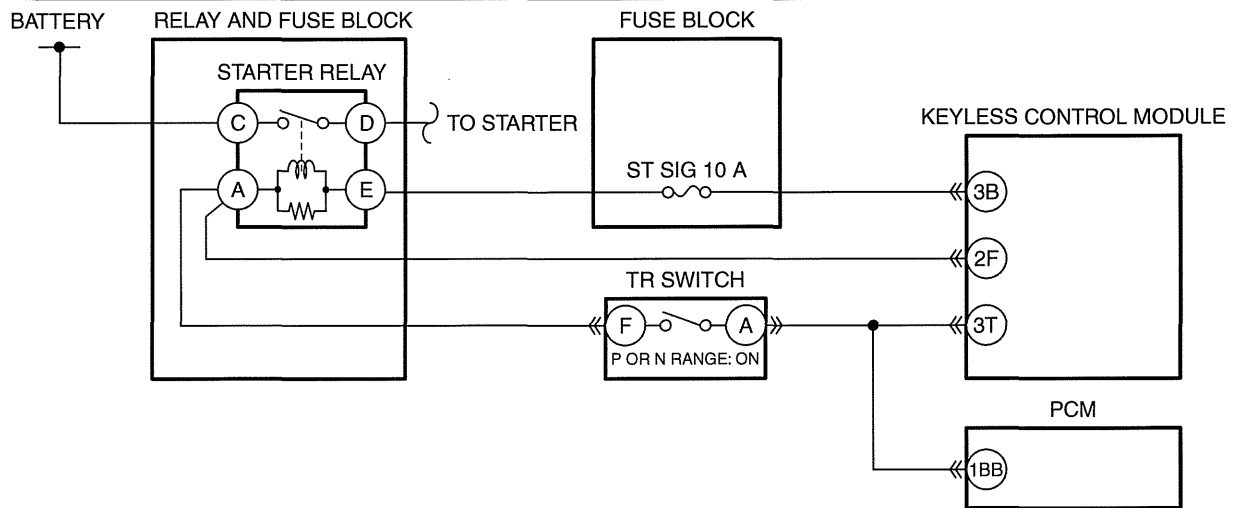 BATTERY
RELAY AND FUSE BLOCK
FUSE BLOCK
STARTER RELAY
C
D
TO STARTER
KEYLESS CONTROL MODULE
ST SIG 10 A
A
E
3B
2F
TR SWITCH
F
A
3T
P OR N RANGE: ON
PCM
1BB